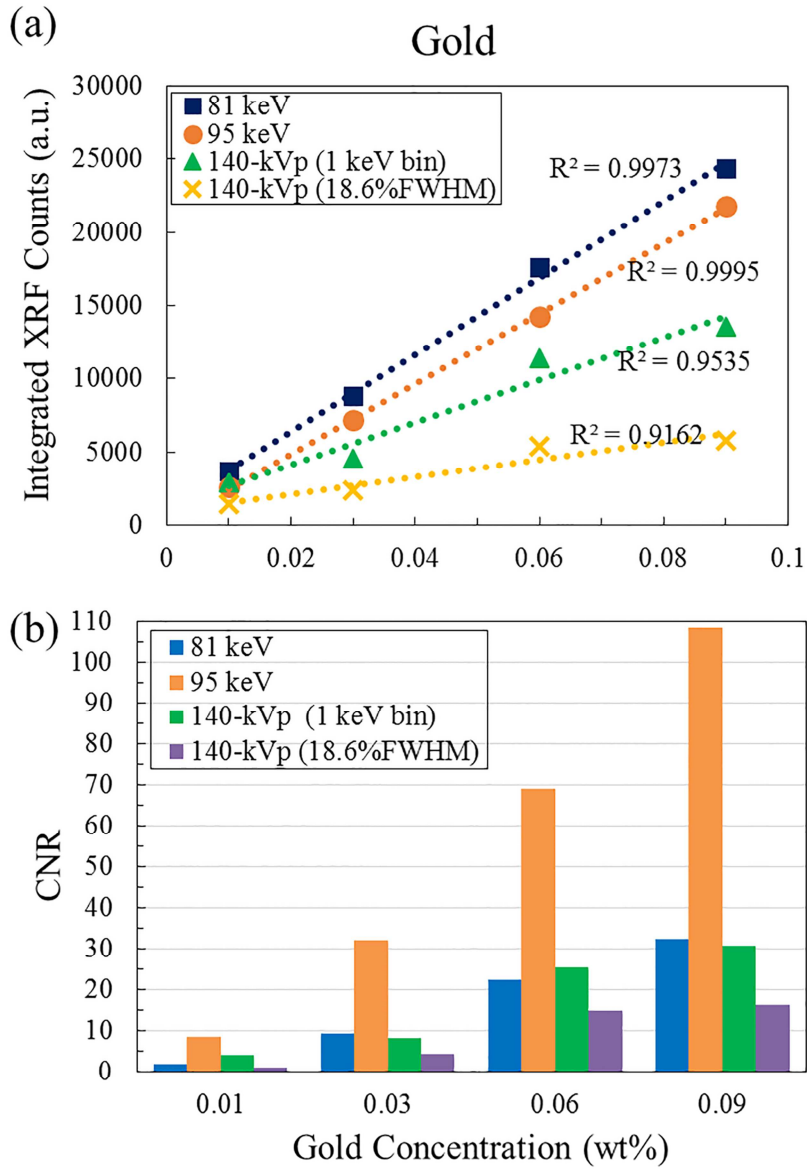 (a)
Gold
Integrated XRF Counts (a.u.)
30000
25000
20000
15000
10000
5000
0
81 keV
95 keV
140-kVp (1 keV bin)
140-kVp (18.6%FWHM)
R² = 0.9973
R² = 0.9995
R² = 0.9535
R² = 0.9162
0 0.02 0.04 0.06 0.08 0.1
(b)
CNR
110
100
90
80
70
60
50
40
30
20
10
0
81 keV
95 keV
140-kVp (1 keV bin)
140-kVp (18.6%FWHM)
0.01 0.03 0.06 0.09
Gold Concentration (wt%)